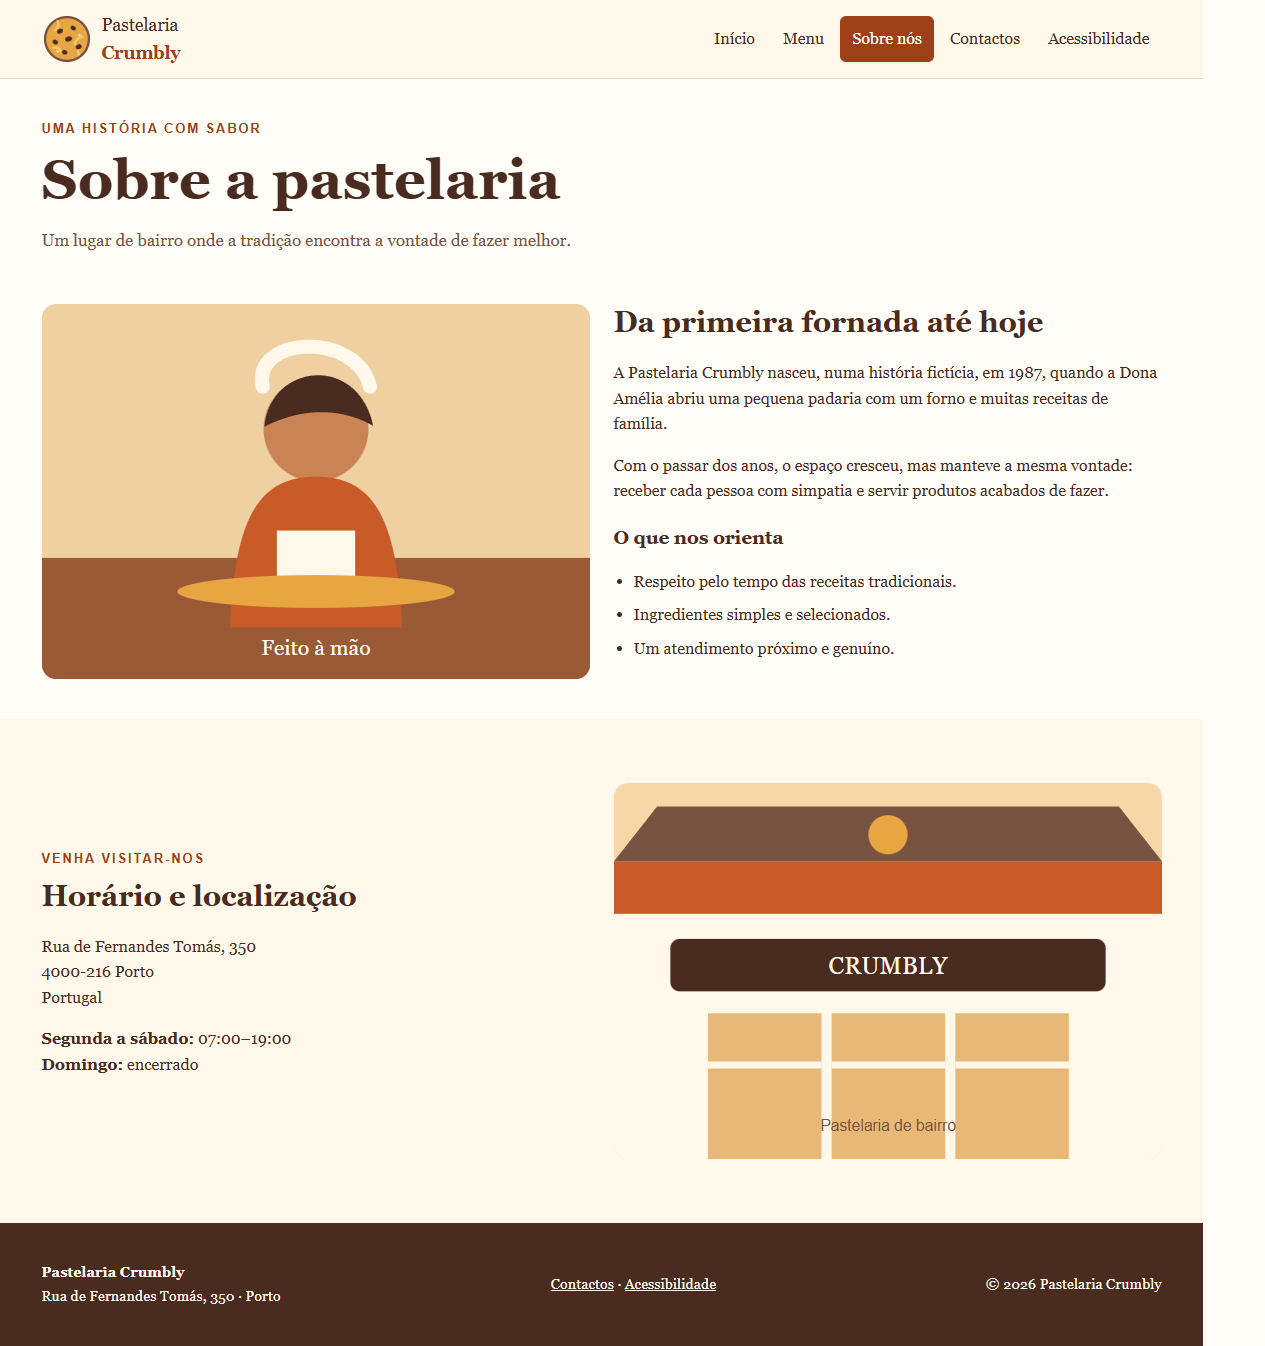 Pastelaria
Crumbly
Início Menu Sobre nós Contactos Acessibilidade
UMA HISTÓRIA COM SABOR
Sobre a pastelaria
Um lugar de bairro onde a tradição encontra a vontade de fazer melhor.
Feito à mão
Da primeira fornada até hoje
A Pastelaria Crumbly nasceu, numa história fictícia, em 1987, quando a Dona
Amélia abriu uma pequena padaria com um forno e muitas receitas de
família.
Com o passar dos anos, o espaço cresceu, mas manteve a mesma vontade:
receber cada pessoa com simpatia e servir produtos acabados de fazer.
O que nos orienta
• Respeito pelo tempo das receitas tradicionais.
• Ingredientes simples e selecionados.
• Um atendimento próximo e genuíno.
VENHA VISITAR-NOS
Horário e localização
Rua de Fernandes Tomás, 350
4000-216 Porto
Portugal
Segunda a sábado: 07:00–19:00
Domingo: encerrado
CRUMBLY
Pastelaria de bairro
Pastelaria Crumbly
Rua de Fernandes Tomás, 350 · Porto
Contactos · Acessibilidade
© 2026 Pastelaria Crumbly